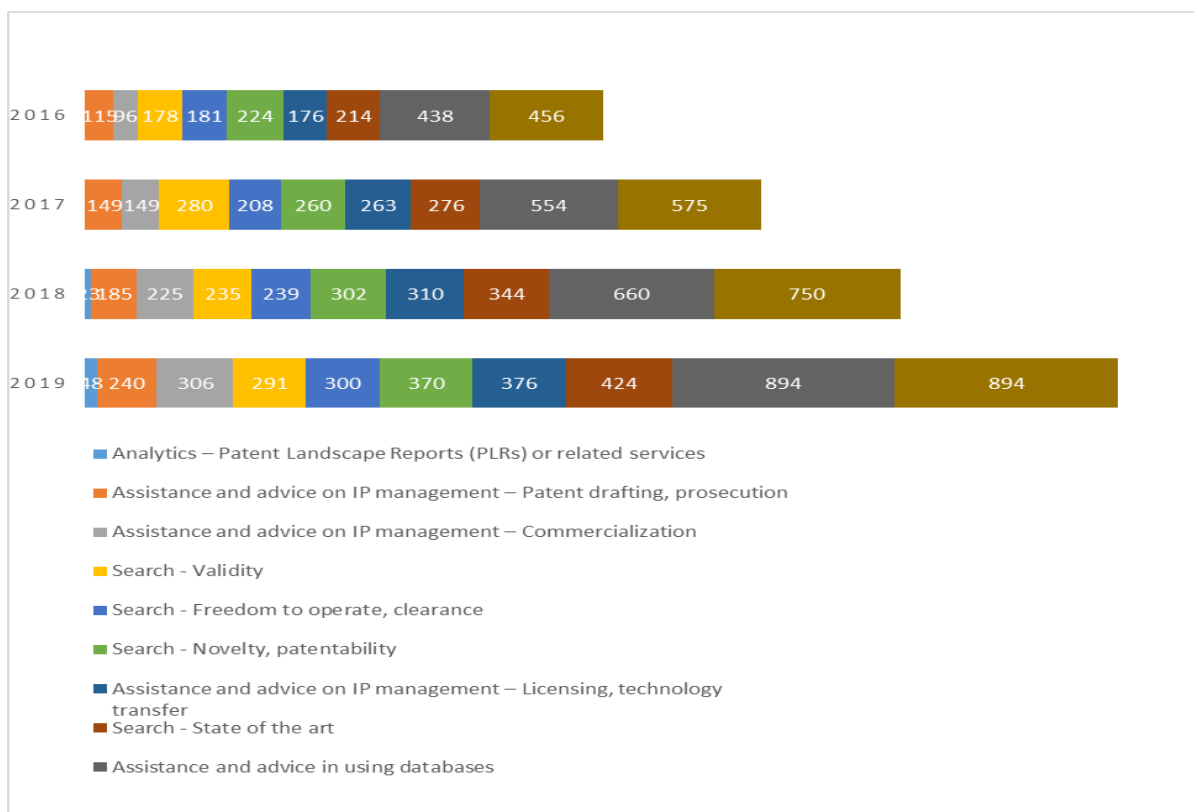 2016 115 96 178 181 224 176 214 438 456
2017 149 149 280 208 260 263 276 554 575
2018 23 185 225 235 239 302 310 344 660 750
2019 48 240 306 291 300 370 376 424 894 894
Analytics – Patent Landscape Reports (PLRs) or related services
Assistance and advice on IP management – Patent drafting, prosecution
Assistance and advice on IP management – Commercialization
Search - Validity
Search - Freedom to operate, clearance
Search - Novelty, patentability
Assistance and advice on IP management – Licensing, technology
transfer
Search - State of the art
Assistance and advice in using databases